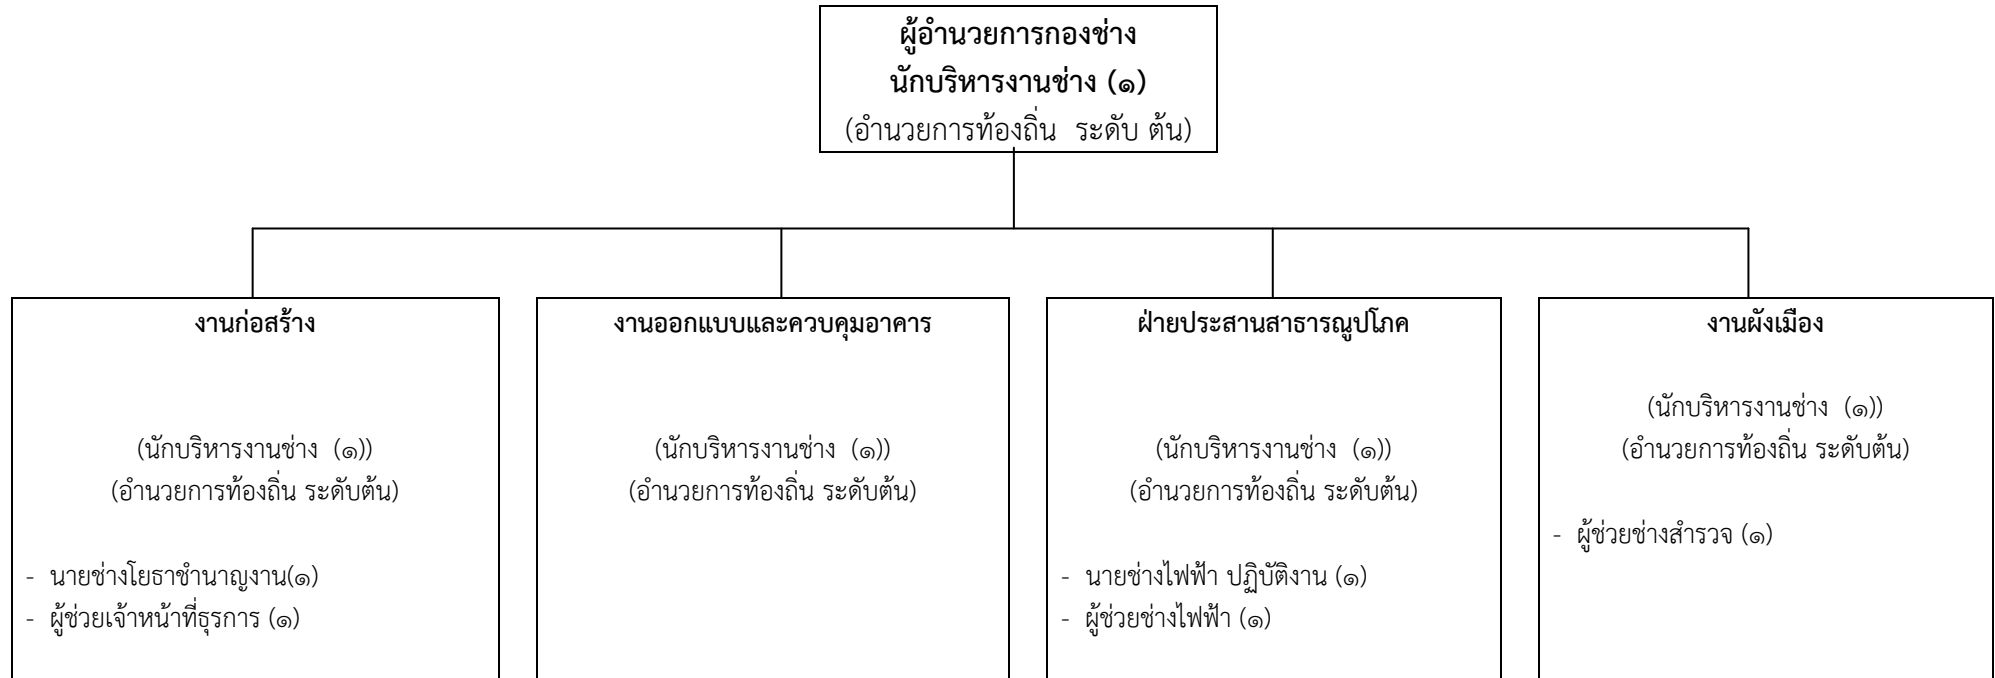 ผู้อำนวยการกองช่าง
นักบริหารงานช่าง (๑)
(อำนวยการท้องถิ่น ระดับ ต้น)
งานก่อสร้าง
(นักบริหารงานช่าง (๑))
(อำนวยการท้องถิ่น ระดับต้น)
- นายช่างโยธาชำนาญงาน(๑)
- ผู้ช่วยเจ้าหน้าที่ธุรการ (๑)
งานออกแบบและควบคุมอาคาร
(นักบริหารงานช่าง (๑))
(อำนวยการท้องถิ่น ระดับต้น)
ฝ่ายประสานสาธารณูปโภค
(นักบริหารงานช่าง (๑))
(อำนวยการท้องถิ่น ระดับต้น)
- นายช่างไฟฟ้า ปฏิบัติงาน (๑)
- ผู้ช่วยช่างไฟฟ้า (๑)
งานผังเมือง
(นักบริหารงานช่าง (๑))
(อำนวยการท้องถิ่น ระดับต้น)
- ผู้ช่วยช่างสำรวจ (๑)